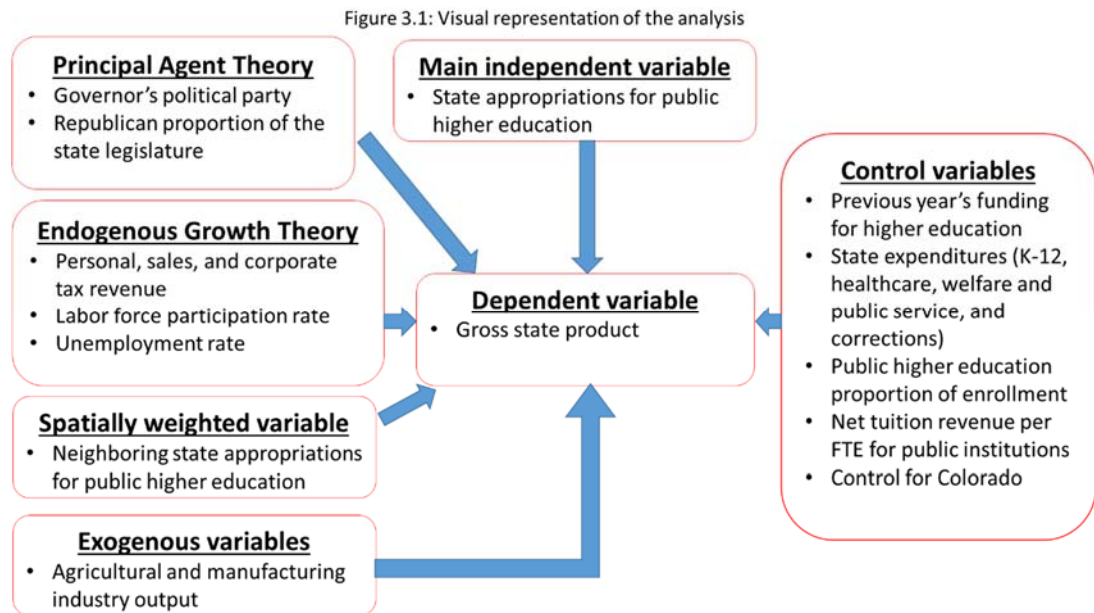 Figure 3.1: Visual representation of the analysis
Principal Agent Theory
• Governor's political party
• Republican proportion of the
state legislature
Main independent variable
• State appropriations for public
higher education
Endogenous Growth Theory
• Personal, sales, and corporate
tax revenue
• Labor force participation rate
• Unemployment rate
Dependent variable
• Gross state product
Control variables
• Previous year's funding
for higher education
• State expenditures (K-12,
healthcare, welfare and
public service, and
corrections)
• Public higher education
proportion of enrollment
• Net tuition revenue per
FTE for public institutions
• Control for Colorado
Spatially weighted variable
• Neighboring state appropriations
for public higher education
Exogenous variables
• Agricultural and manufacturing
industry output